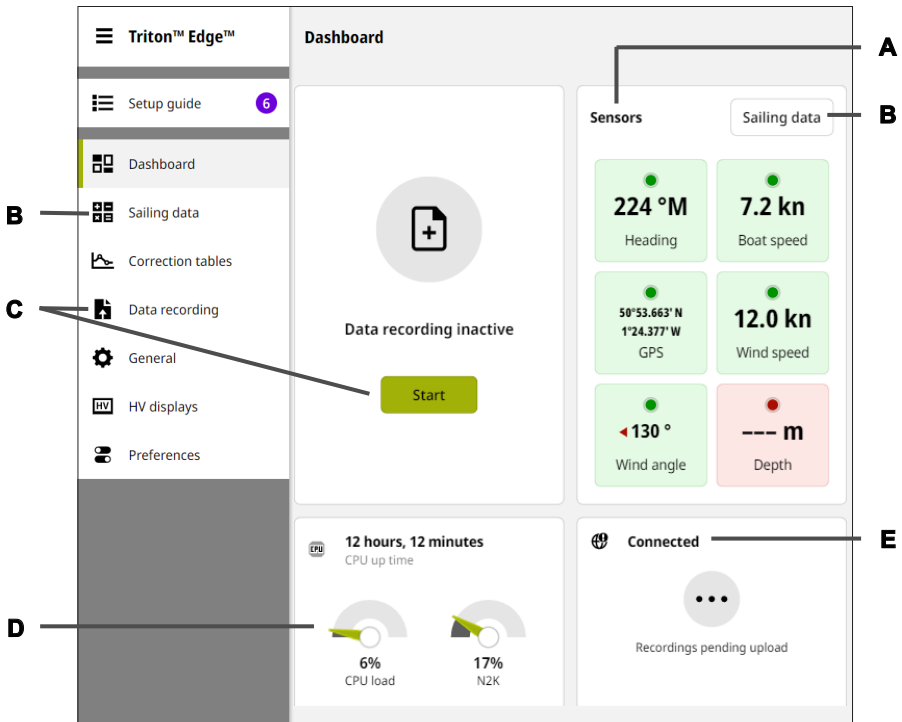 Triton™ Edge™
Dashboard
A
Setup guide
6
Sensors
Sailing data
B
Dashboard
B
Sailing data
Correction tables
C
Data recording
General
HV
HV displays
Preferences
Data recording inactive
Start
224 °M
Heading
7.2 kn
Boat speed
50°53.663' N
1°24.377' W
GPS
12.0 kn
Wind speed
130 °
Wind angle
--- m
Depth
CPU
12 hours, 12 minutes
CPU up time
D
6%
CPU load
17%
N2K
Connected
E
Recordings pending upload